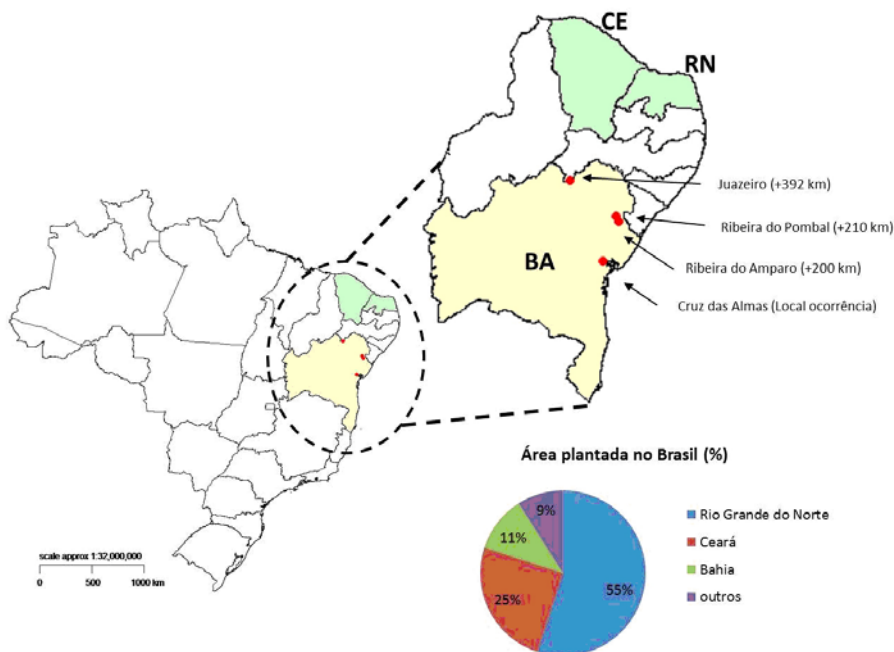 CE
RN
Juazeiro (+392 km)
Ribeira do Pombal (+210 km)
BA
Ribeira do Amparo (+200 km)
Cruz das Almas (Local ocorrência)
Área plantada no Brasil (%)
9%
11%
25%
55%
Rio Grande do Norte
Ceará
Bahia
outros
scale approx 1:32,000,000
0 500 1000 km